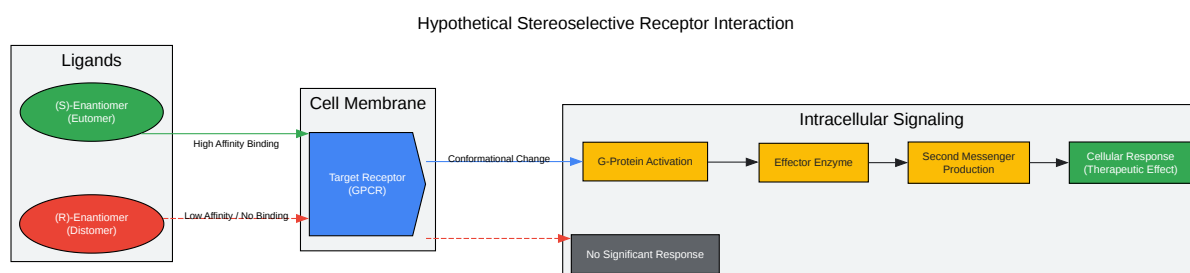 Hypothetical Stereoselective Receptor Interaction
Ligands
(S)-Enantiomer
(Eutomer)
High Affinity Binding
(R)-Enantiomer
(Distomer)
Low Affinity / No Binding
Cell Membrane
Target Receptor
(GPCR)
Conformational Change
Intracellular Signaling
G-Protein Activation
Effector Enzyme
Second Messenger
Production
Cellular Response
(Therapeutic Effect)
No Significant Response